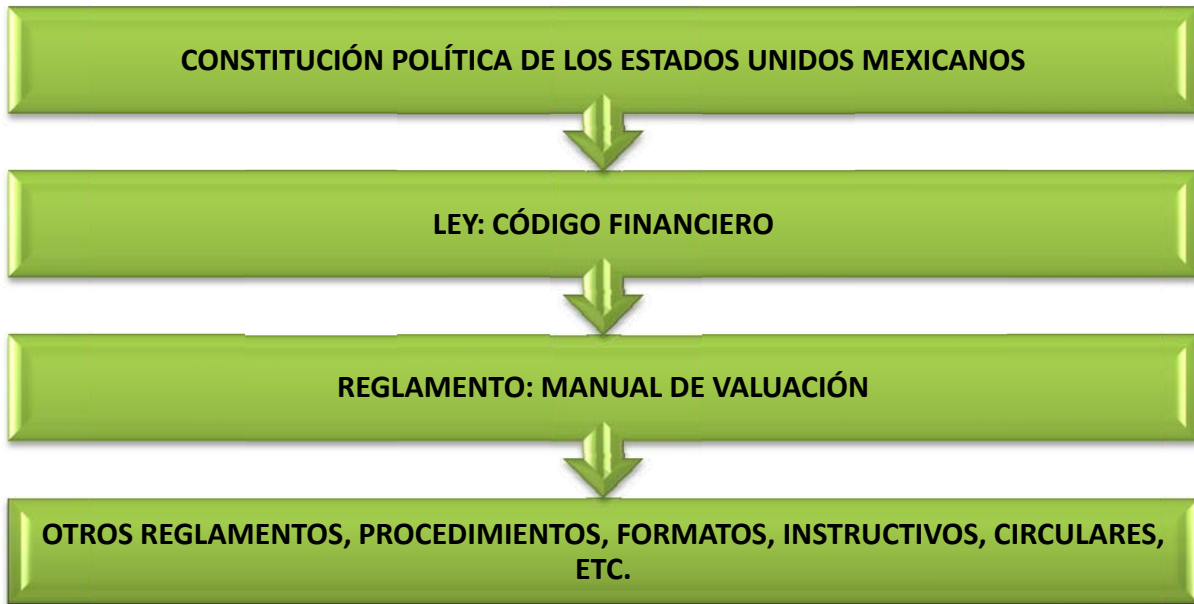 CONSTITUCIÓN POLÍTICA DE LOS ESTADOS UNIDOS MEXICANOS
LEY: CÓDIGO FINANCIERO
REGLAMENTO: MANUAL DE VALUACIÓN
OTROS REGLAMENTOS, PROCEDIMIENTOS, FORMATOS, INSTRUCTIVOS, CIRCULARES,
ETC.